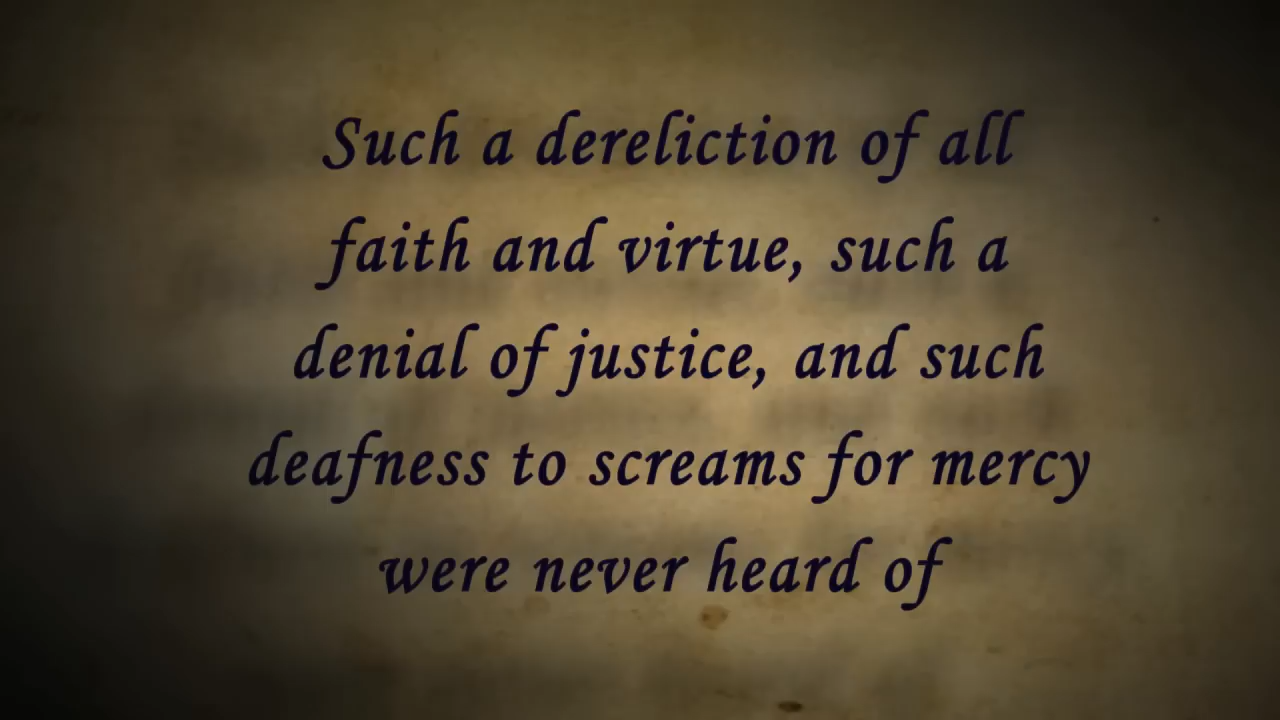 Such a dereliction of all
faith and virtue, such a
denial of justice, and such
deafness to screams for mercy
were never heard of